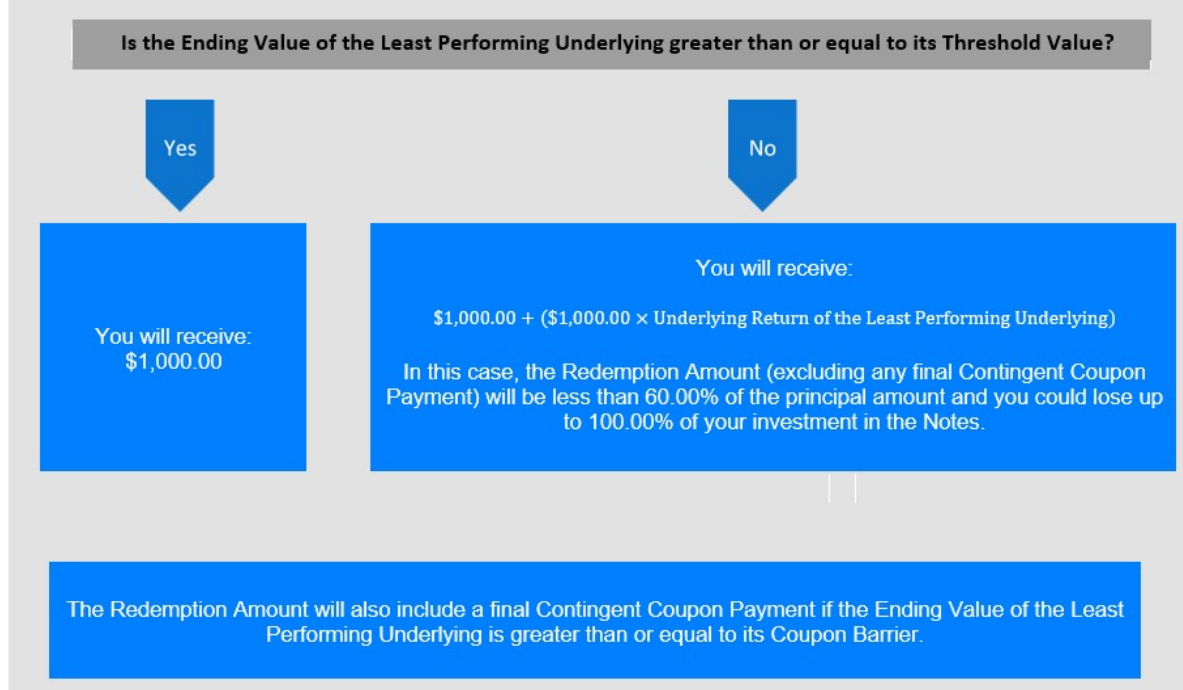 Is the Ending Value of the Least Performing Underlying greater than or equal to its Threshold Value?
Yes
No
You will receive:
$1,000.00
You will receive:
$1,000.00 + ($1,000.00 × Underlying Return of the Least Performing Underlying)
In this case, the Redemption Amount (excluding any final Contingent Coupon
Payment) will be less than 60.00% of the principal amount and you could lose up
to 100.00% of your investment in the Notes.
The Redemption Amount will also include a final Contingent Coupon Payment if the Ending Value of the Least
Performing Underlying is greater than or equal to its Coupon Barrier.